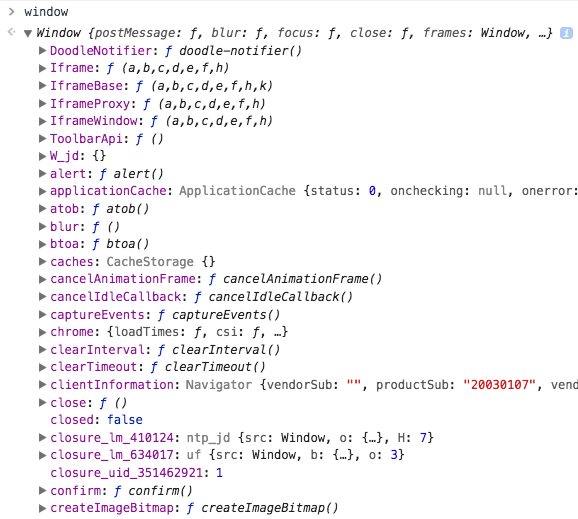 > window
Window {postMessage: ƒ, blur: ƒ, focus: ƒ, close: ƒ, frames: Window, …} i
DoodleNotifier: ƒ doodle-notifier()
Iframe: ƒ (a,b,c,d,e,f,h)
IframeBase: ƒ (a,b,c,d,e,f,h,k)
IframeProxy: ƒ (a,b,c,d,e,f,h)
IframeWindow: ƒ (a,b,c,d,e,f,h)
ToolbarApi: ƒ ()
W_jd: {}
alert: ƒ alert()
applicationCache: ApplicationCache {status: 0, onchecking: null, onerror:
atob: ƒ atob()
blur: ƒ ()
btoa: ƒ btoa()
caches: CacheStorage {}
cancelAnimationFrame: ƒ cancelAnimationFrame()
cancelIdleCallback: ƒ cancelIdleCallback()
captureEvents: ƒ captureEvents()
chrome: {loadTimes: ƒ, csi: ƒ, …}
clearInterval: ƒ clearInterval()
clearTimeout: ƒ clearTimeout()
clientInformation: Navigator {vendorSub: "", productSub: "20030107", vend
close: ƒ ()
closed: false
closure_lm_410124: ntp_jd {src: Window, o: {…}, H: 7}
closure_lm_634017: uf {src: Window, b: {…}, o: 3}
closure_uid_351462921: 1
confirm: ƒ confirm()
createImageBitmap: ƒ createImageBitmap()